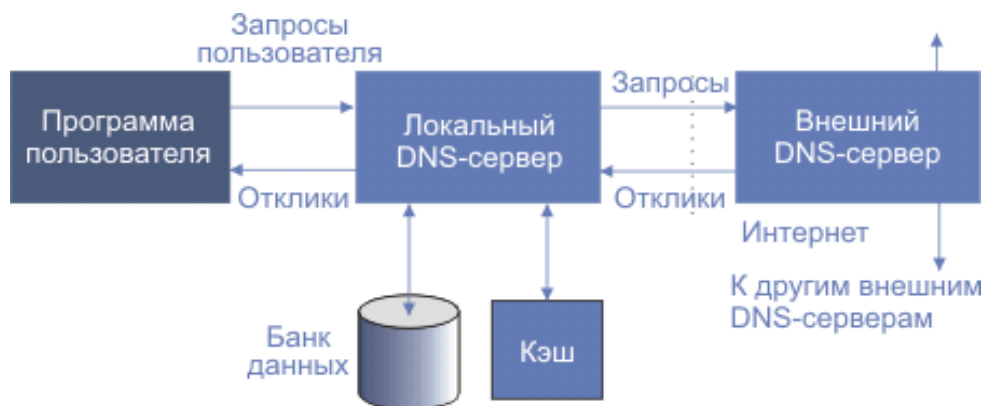 Запросы
пользователя
Программа
пользователя
Отклики
Локальный
DNS-сервер
Запросы
Отклики
Внешний
DNS-сервер
Интернет
К другим внешним
DNS-серверам
Банк
данных
Кэш